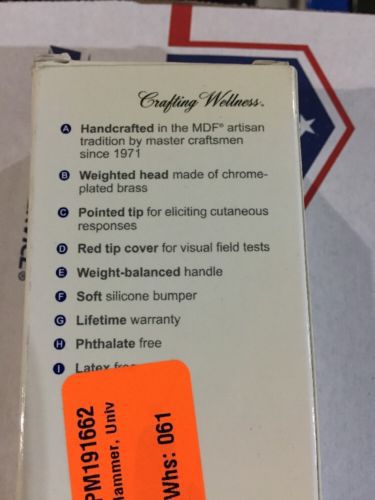 Crafting Wellness™
A Handcrafted in the MDF® artisan
tradition by master craftsmen
since 1971
B Weighted head made of chrome-
plated brass
C Pointed tip for eliciting cutaneous
responses
D Red tip cover for visual field tests
E Weight-balanced handle
F Soft silicone bumper
G Lifetime warranty
H Phthalate free
I Latex free
PM191662
Hammer, Univ
Whs: 061